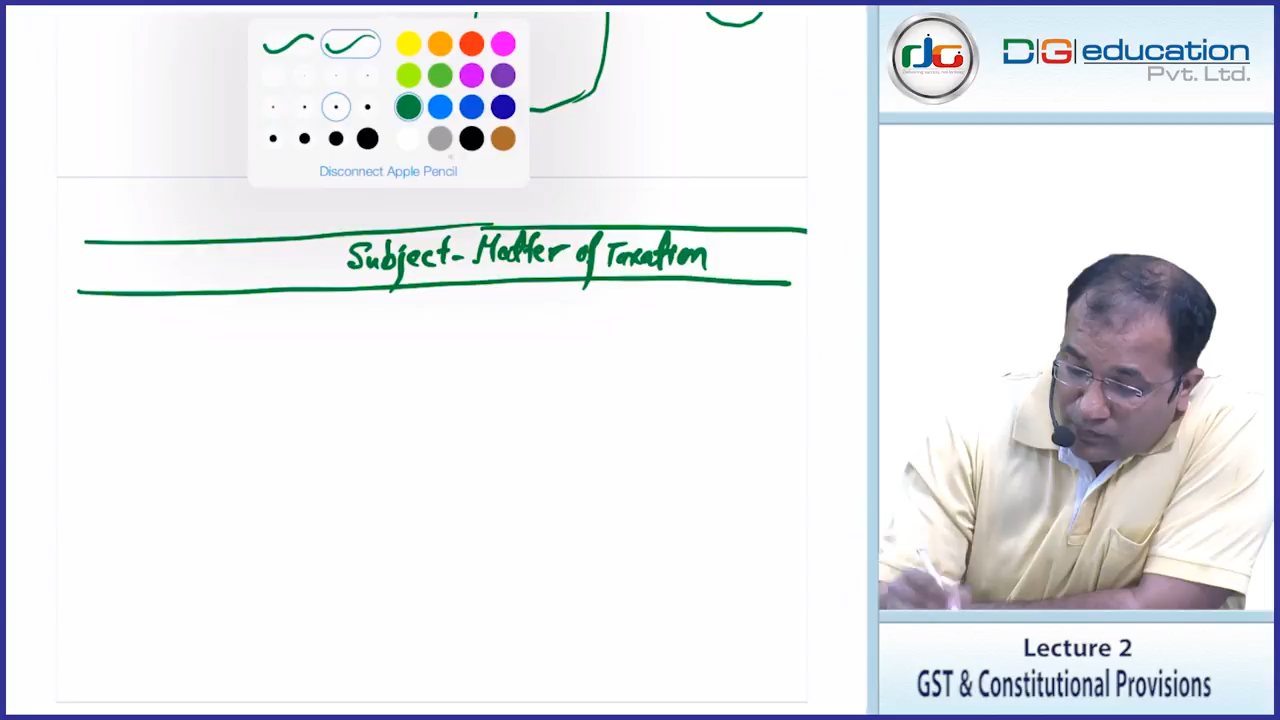 Disconnect Apple Pencil
Subject-Matter of Taxation
DG education
Pvt. Ltd.
Lecture 2
GST & Constitutional Provisions